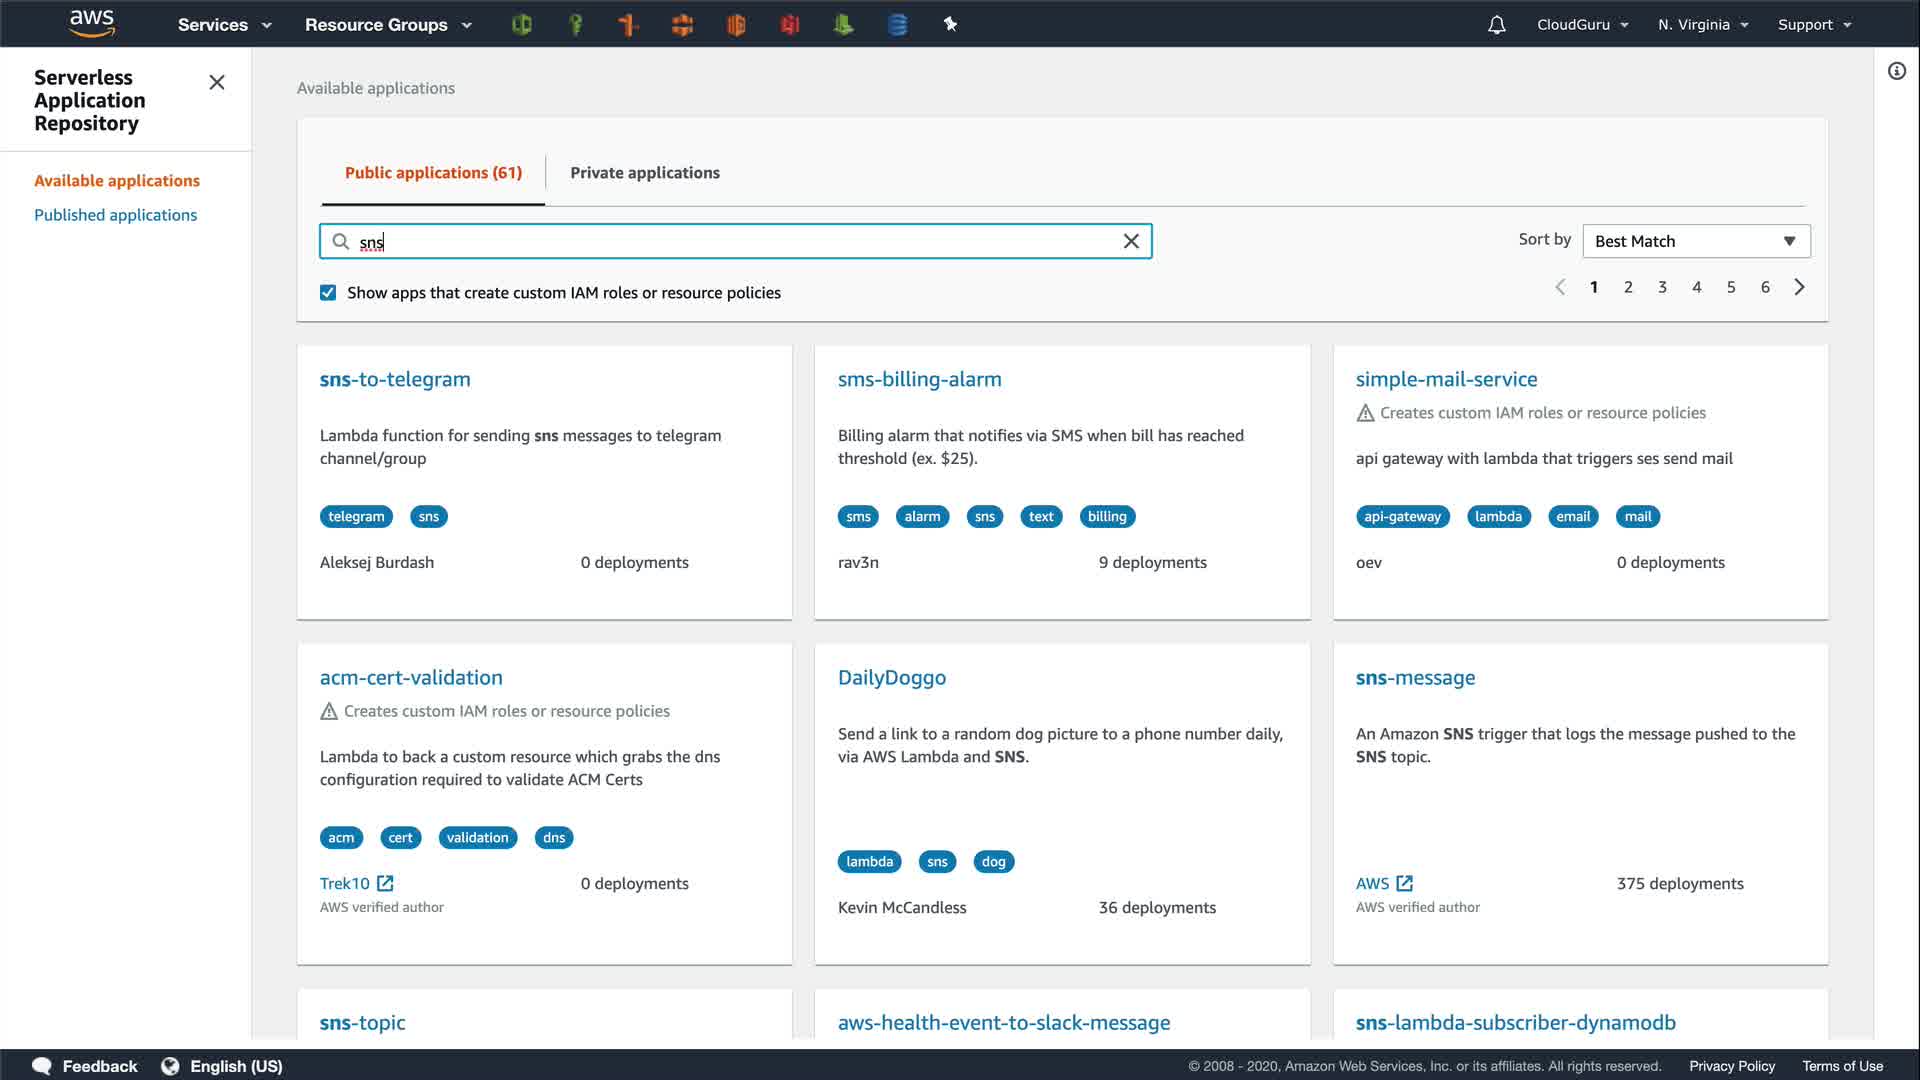 aws
Services
Resource Groups
CloudGuru
N. Virginia
Support
Serverless
Application
Repository
Available applications
Published applications
Available applications
Public applications (61)
Private applications
sns
Sort by
Best Match
Show apps that create custom IAM roles or resource policies
1 2 3 4 5 6
sns-to-telegram
Lambda function for sending sns messages to telegram
channel/group
telegram sns
Aleksej Burdash
0 deployments
sms-billing-alarm
Billing alarm that notifies via SMS when bill has reached
threshold (ex. $25).
sms alarm sns text billing
rav3n
9 deployments
simple-mail-service
Creates custom IAM roles or resource policies
api gateway with lambda that triggers ses send mail
api-gateway lambda email mail
oev
0 deployments
acm-cert-validation
Creates custom IAM roles or resource policies
Lambda to back a custom resource which grabs the dns
configuration required to validate ACM Certs
acm cert validation dns
Trek10
0 deployments
AWS verified author
DailyDoggo
Send a link to a random dog picture to a phone number daily,
via AWS Lambda and SNS.
lambda sns dog
Kevin McCandless
36 deployments
sns-message
An Amazon SNS trigger that logs the message pushed to the
SNS topic.
AWS
375 deployments
AWS verified author
sns-topic
aws-health-event-to-slack-message
sns-lambda-subscriber-dynamodb
Feedback
English (US)
© 2008 - 2020, Amazon Web Services, Inc. or its affiliates. All rights reserved.
Privacy Policy
Terms of Use